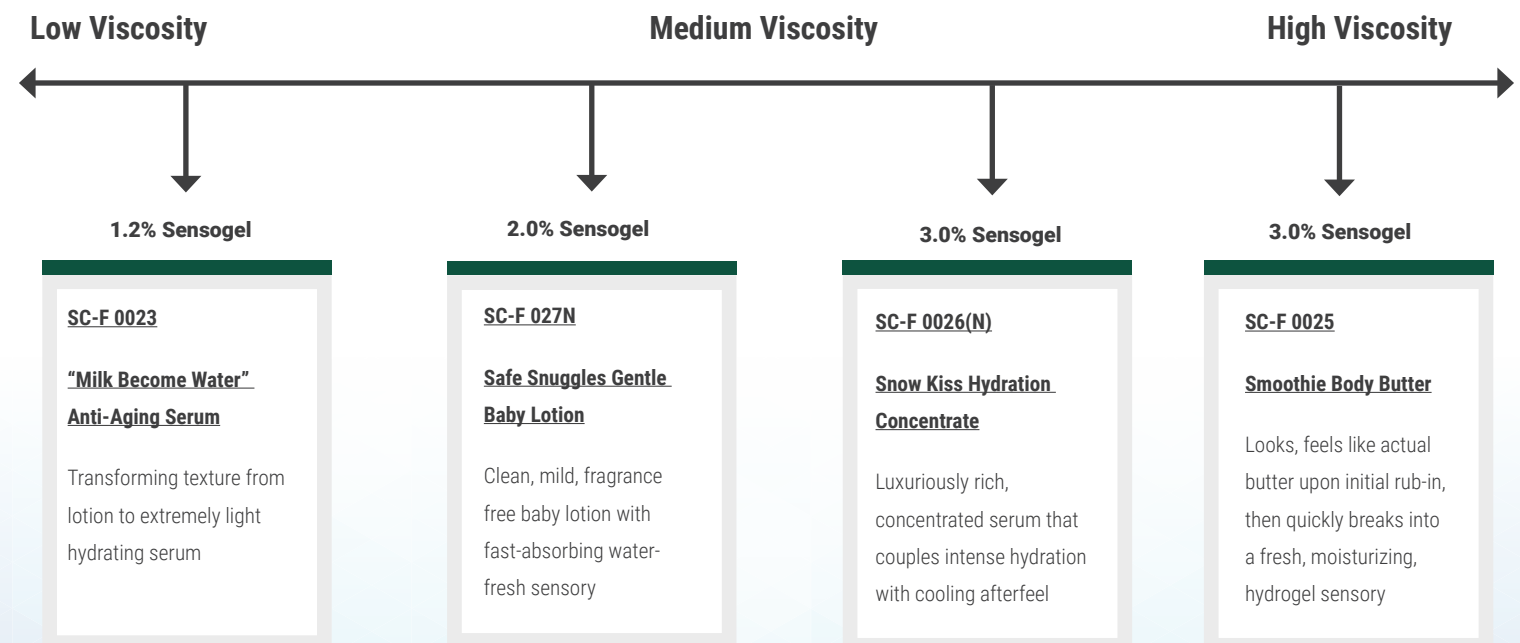 Low Viscosity
Medium Viscosity
High Viscosity
1.2% Sensogel
SC-F 0023
“Milk Become Water”
Anti-Aging Serum
Transforming texture from
lotion to extremely light
hydrating serum
2.0% Sensogel
SC-F 027N
Safe Snuggles Gentle
Baby Lotion
Clean, mild, fragrance
free baby lotion with
fast-absorbing water-
fresh sensory
3.0% Sensogel
SC-F 0026(N)
Snow Kiss Hydration
Concentrate
Luxuriously rich,
concentrated serum that
couples intense hydration
with cooling afterfeel
3.0% Sensogel
SC-F 0025
Smoothie Body Butter
Looks, feels like actual
butter upon initial rub-in,
then quickly breaks into
a fresh, moisturizing,
hydrogel sensory